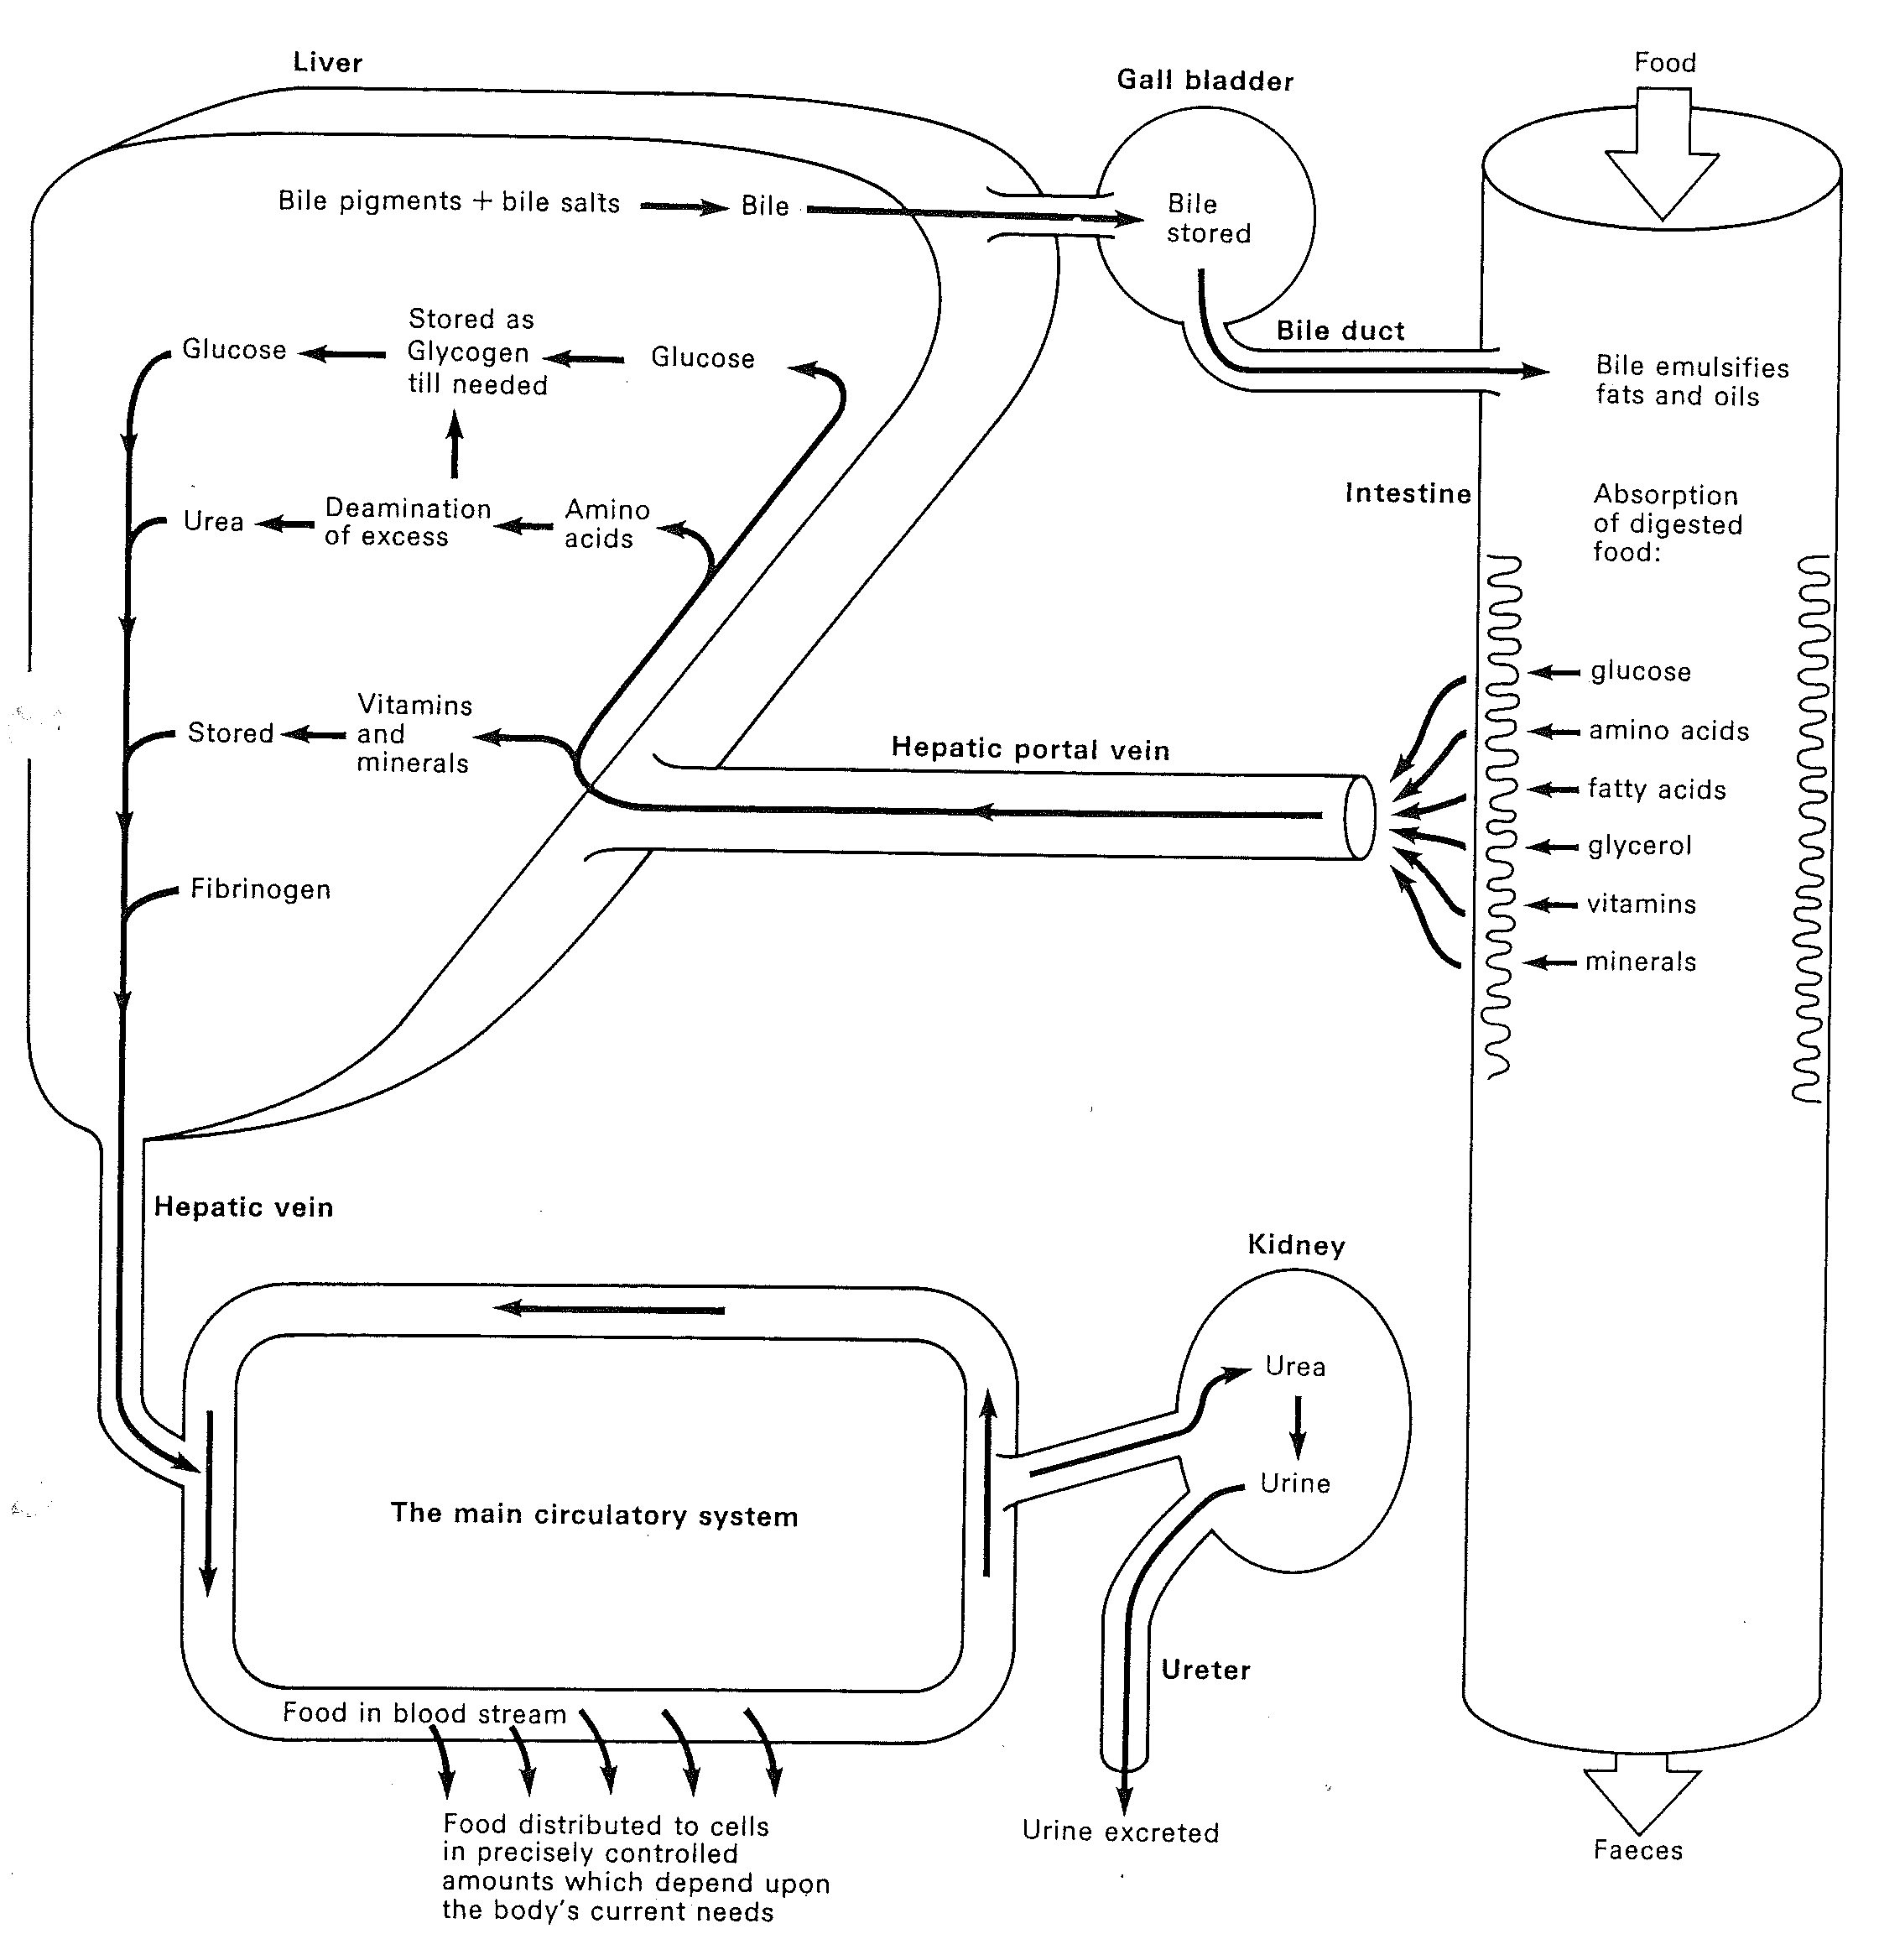 Liver
Gall bladder
Food
Bile pigments + bile salts
Bile
Bile
stored
Bile duct
Bile emulsifies
fats and oils
Glucose
Stored as
Glycogen
till needed
Glucose
Intestine
Absorption
of digested
food:
Urea
Deamination
of excess
Amino
acids
glucose
amino acids
fatty acids
glycerol
vitamins
minerals
Stored
Vitamins
and
minerals
Hepatic portal vein
Fibrinogen
Hepatic vein
Kidney
Urea
Urine
The main circulatory system
Ureter
Food in blood stream
Food distributed to cells
in precisely controlled
amounts which depend upon
the body's current needs
Urine excreted
Faeces